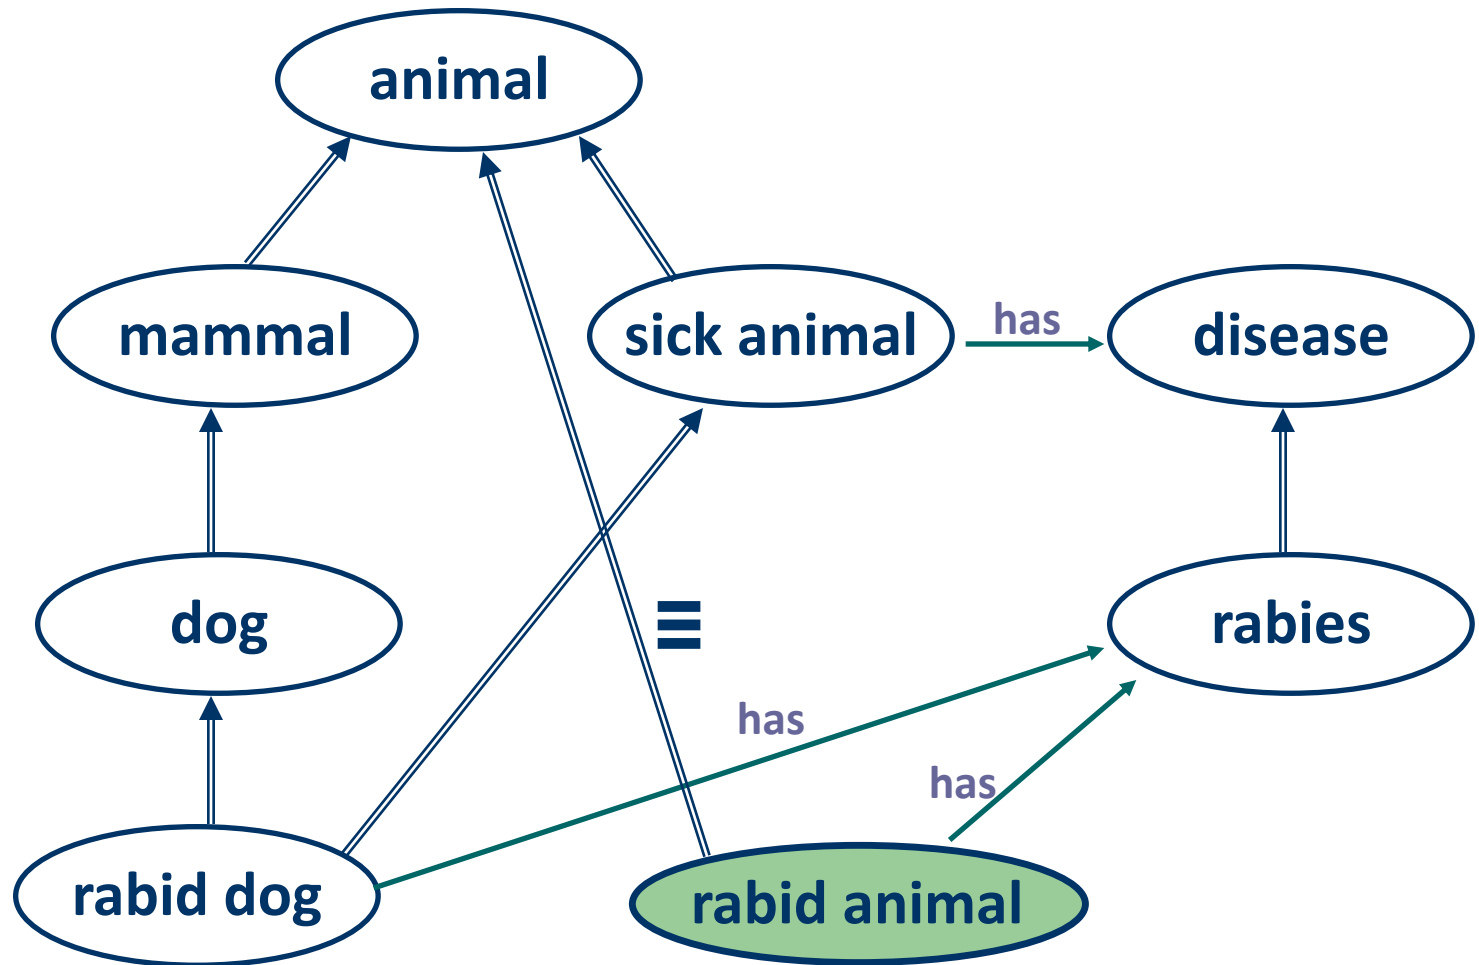 animal
mammal
sick animal
has
disease
dog
≡
rabies
has
has
rabid dog
rabid animal